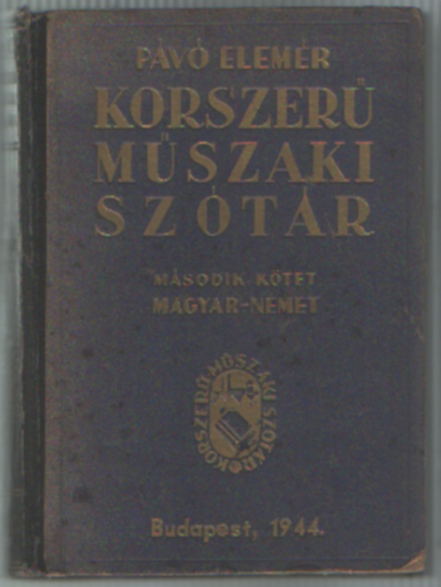 PÁVÓ ELEMÉR
KORSZERŰ
MŰSZAKI
SZÓTÁR
MÁSODIK KÖTET
MAGYAR-NÉMET
KORSZERŰ MŰSZAKI SZÓTÁR
Budapest, 1944.